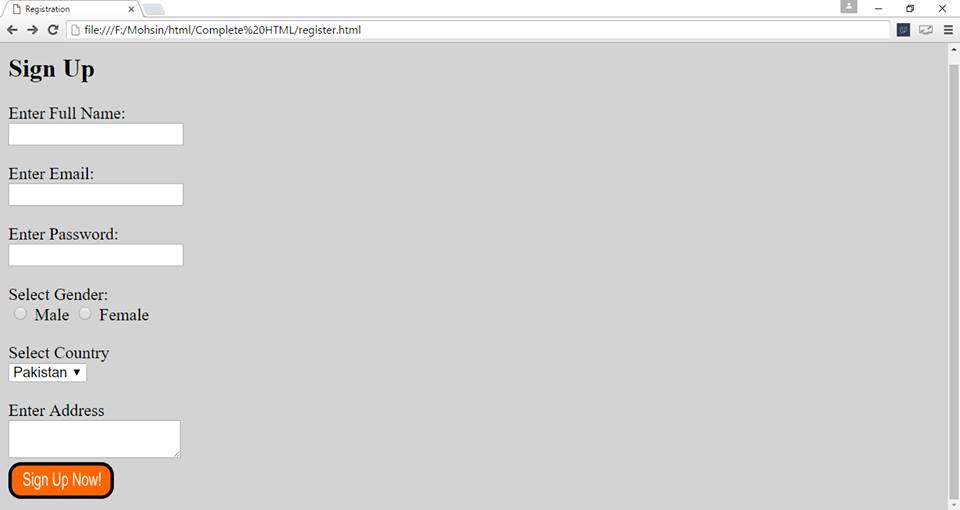 Registration
file:///F:/Mohsin/html/Complete%20HTML/register.html
Sign Up
Enter Full Name:
Enter Email:
Enter Password:
Select Gender:
Male Female
Select Country
Pakistan
Enter Address
Sign Up Now!